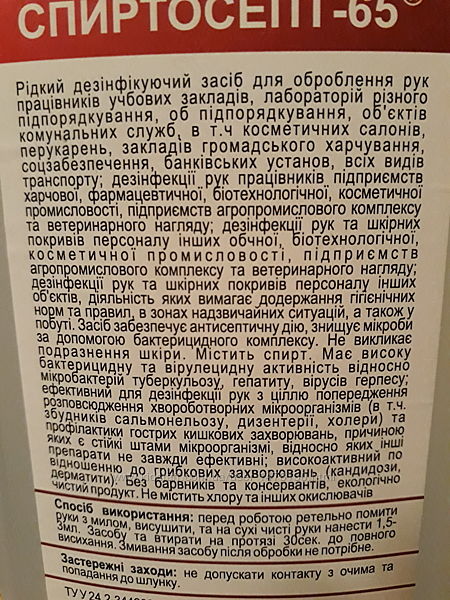 СПИРТОСЕПТ-65®
Рідкий дезінфікуючий засіб для оброблення рук
працівників учбових закладів, лабораторій різного
підпорядкування, об підпорядкування, об'єктів
комунальних служб, в т.ч косметичних салонів,
перукарень, закладів громадського харчування,
соцзабезпечення, банківських установ, всіх видів
транспорту; дезінфекції рук працівників підприємств
харчової, фармацевтичної, біотехнологічної, косметичної
промисловості, підприємств агропромислового комплексу
та ветеринарного нагляду; дезінфекції рук та шкірних
покривів персоналу інших обчної, біотехнологічної,
косметичної промисловості, підприємств
агропромислового комплексу та ветеринарного нагляду;
дезінфекції рук та шкірних покривів персоналу інших
об'єктів, діяльність яких вимагає додержання гігієнічних
норм та правил, в зонах надзвичайних ситуацій, а також у
побуті. Засіб забезпечує антисептичну дію, знищує мікроби
за допомогою бактерицидного комплексу. Не викликає
подразнення шкіри. Містить спирт. Має високу
бактерицидну та вірулецидну активність відносно
мікробактерій туберкульозу, гепатиту, вірусів герпесу;
ефективний для дезінфекції рук з ціллю попередження
розповсюдження хвороботворних мікроорганізмів (в т.ч.
збудників сальмонельозу, дизентерії, холери) та
профілактики гострих кишкових захворювань, причиною
яких є стійкі штами мікроорганізмів, відносно яких інші
препарати не завжди ефективні; високоактивний по
відношенню до грибкових захворювань (кандидози,
дерматити). Без барвників та консервантів, екологічно
чистий продукт. Не містить хлору та інших окислювачів
Спосіб використання: перед роботою ретельно помити
руки з милом, висушити, та на сухі чисті руки нанести 1,5-
3мл. Засобу та втирати на протязі 30сек. до повного
висихання. Змивання засобу після обробки не потрібне.
Застережні заходи: не допускати контакту з очима та
попадання до шлунку.
ТУ У 24.2